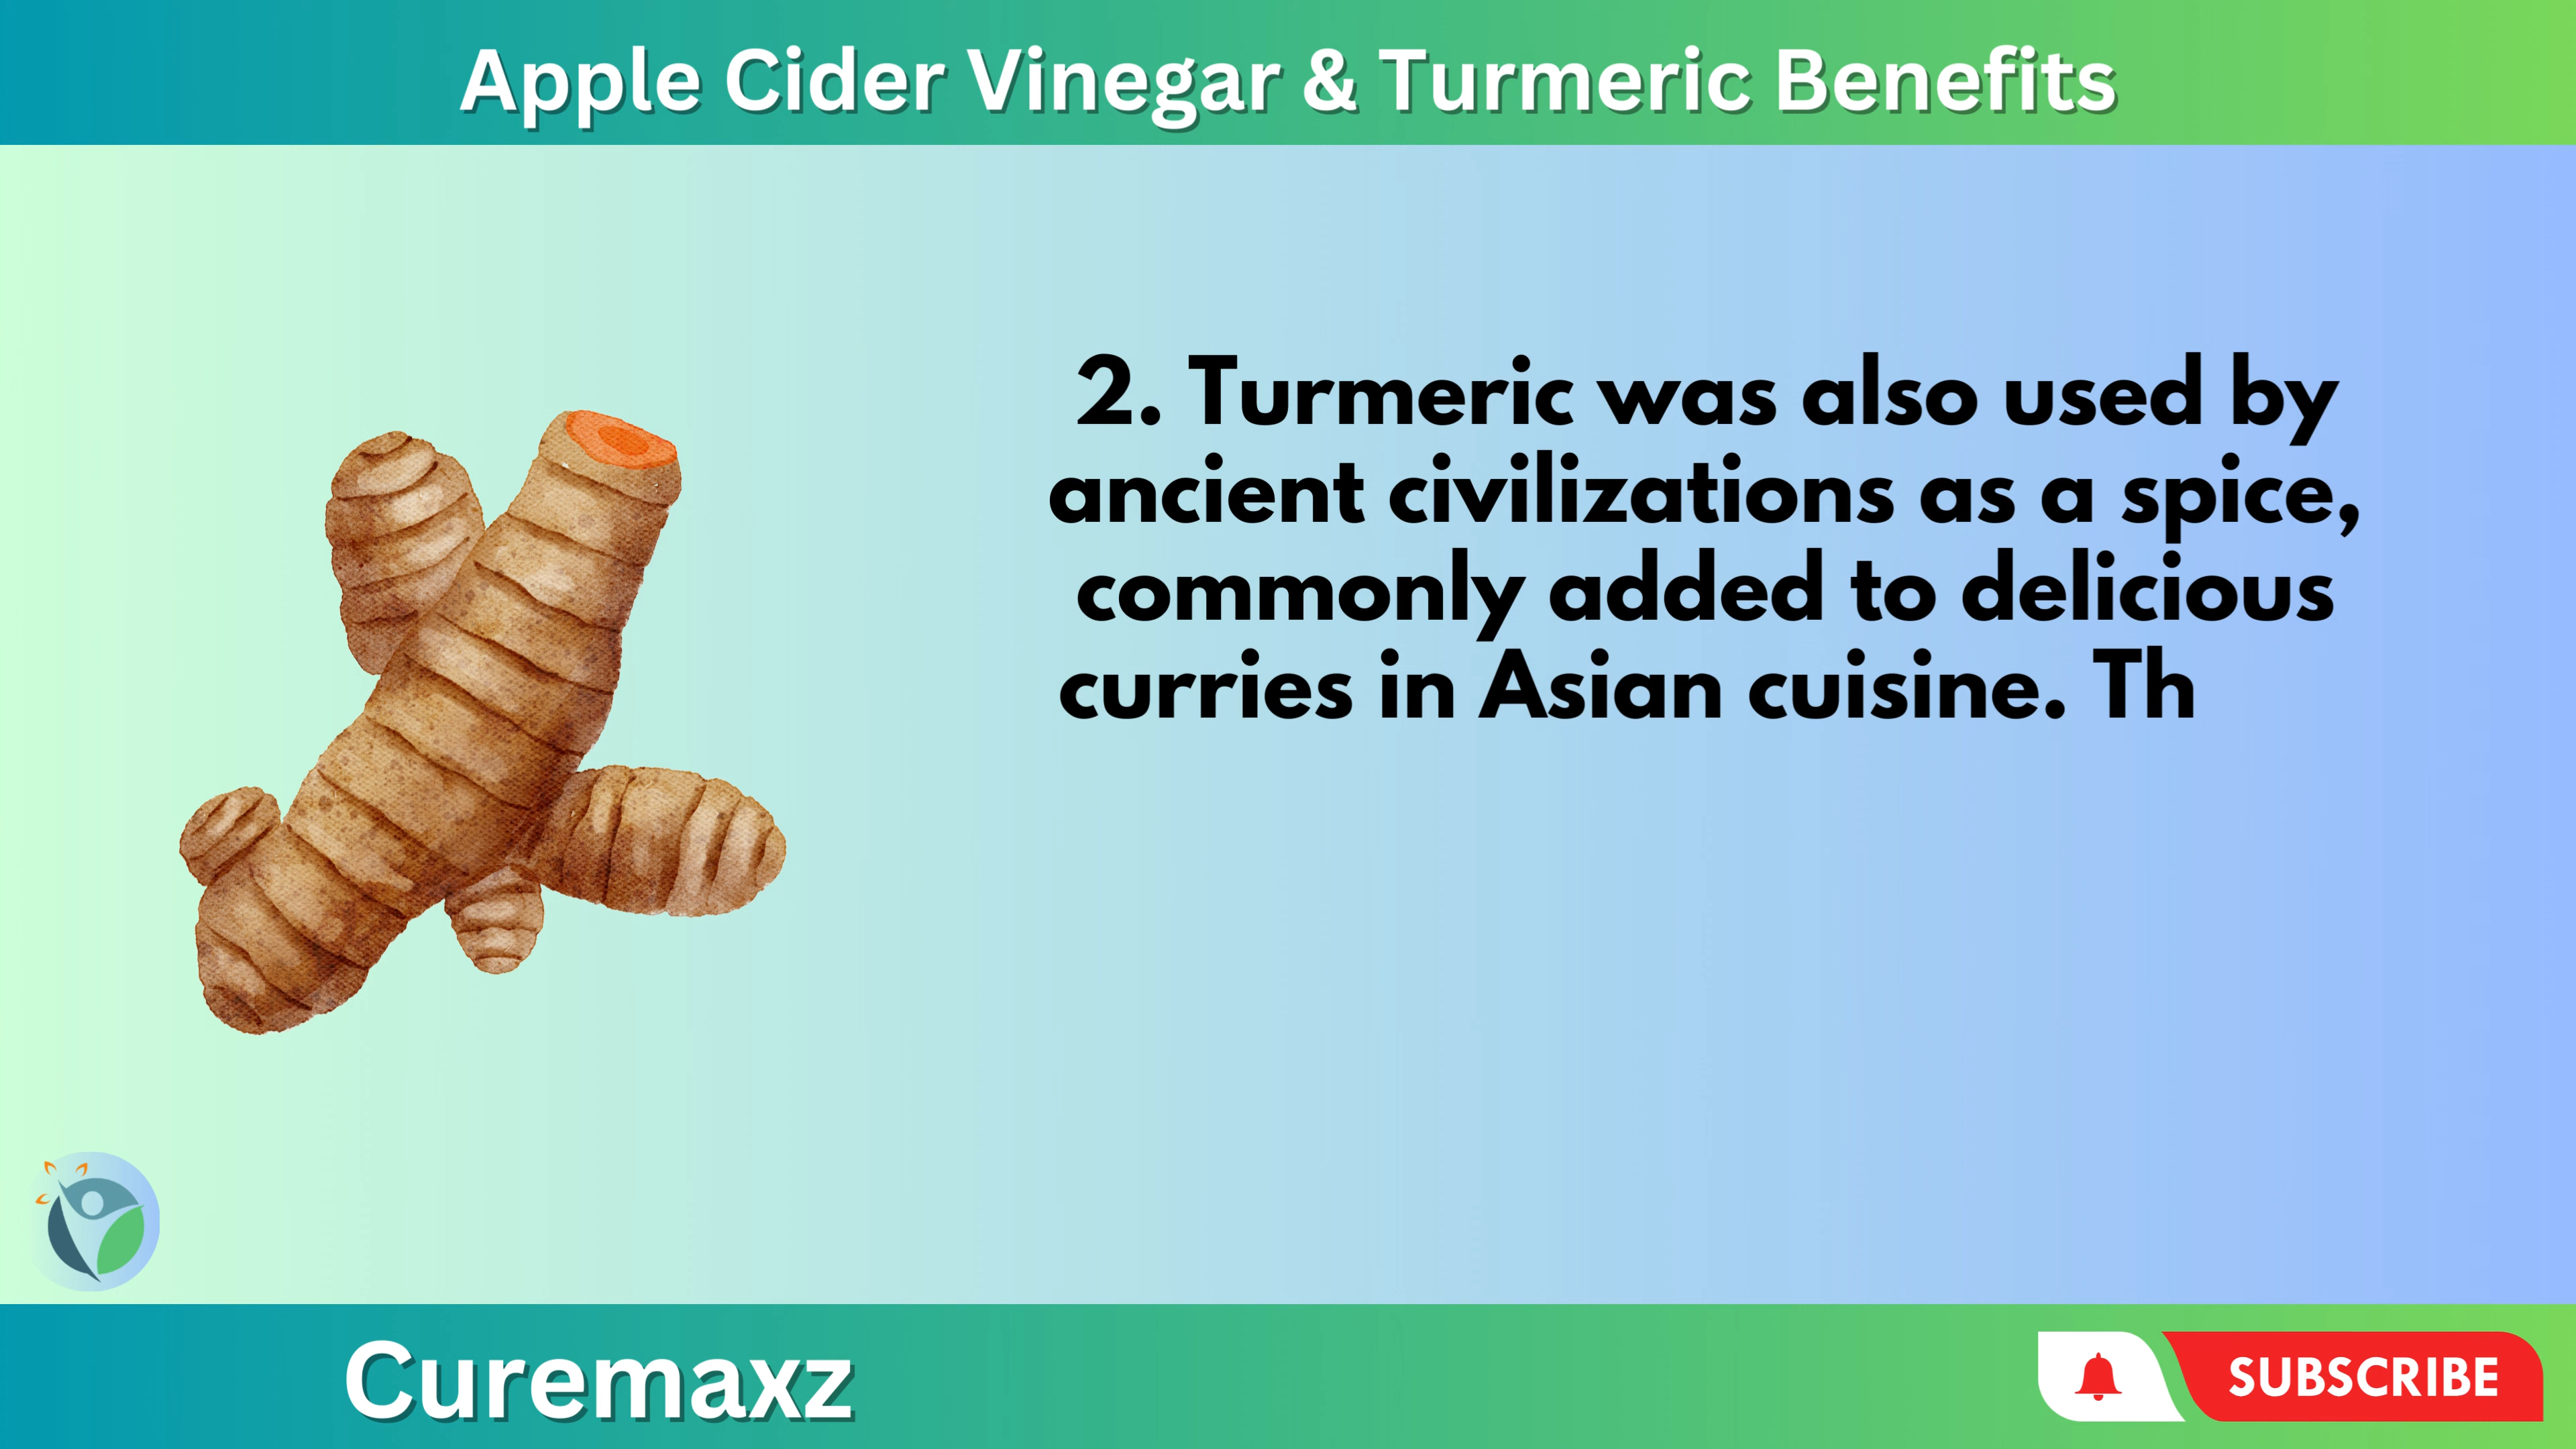 Apple Cider Vinegar & Turmeric Benefits
2. Turmeric was also used by
ancient civilizations as a spice,
commonly added to delicious
curries in Asian cuisine. Th
Curemaxz
SUBSCRIBE